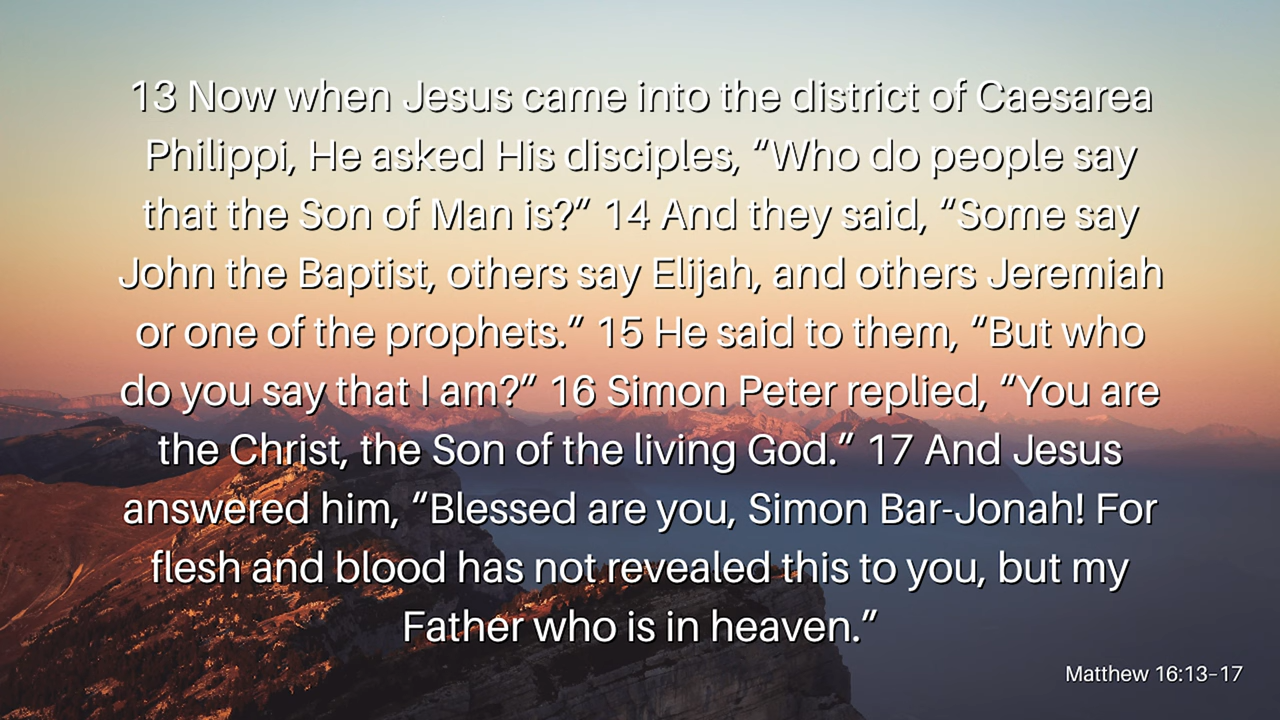 13 Now when Jesus came into the district of Caesarea
Philippi, He asked His disciples, “Who do people say
that the Son of Man is?” 14 And they said, “Some say
John the Baptist, others say Elijah, and others Jeremiah
or one of the prophets.” 15 He said to them, “But who
do you say that I am?” 16 Simon Peter replied, “You are
the Christ, the Son of the living God.” 17 And Jesus
answered him, “Blessed are you, Simon Bar-Jonah! For
flesh and blood has not revealed this to you, but my
Father who is in heaven.”
Matthew 16:13–17